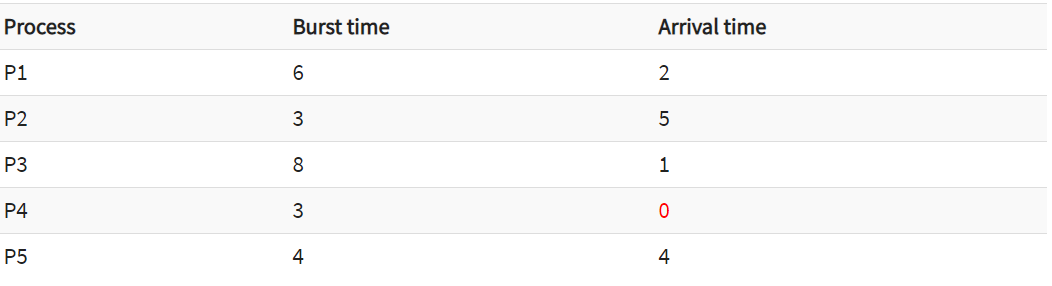 Process Burst time Arrival time
P1 6 2
P2 3 5
P3 8 1
P4 3 0
P5 4 4